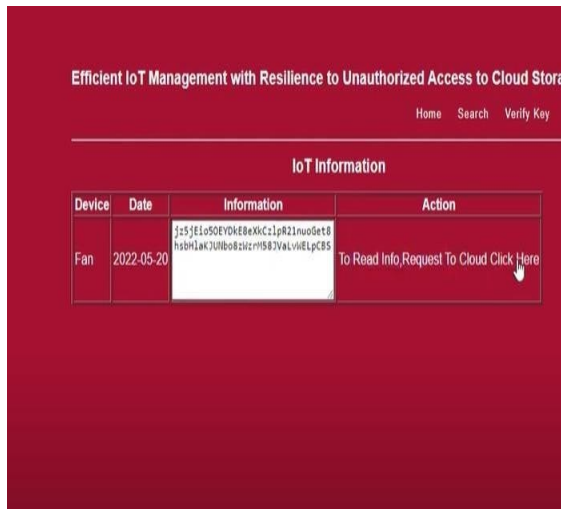 Efficient IoT Management with Resilience to Unauthorized Access to Cloud Stora
Home Search Verify Key
IoT Information
Device Date Information Action
Fan 2022-05-20 To Read Info,Request To Cloud Click Here